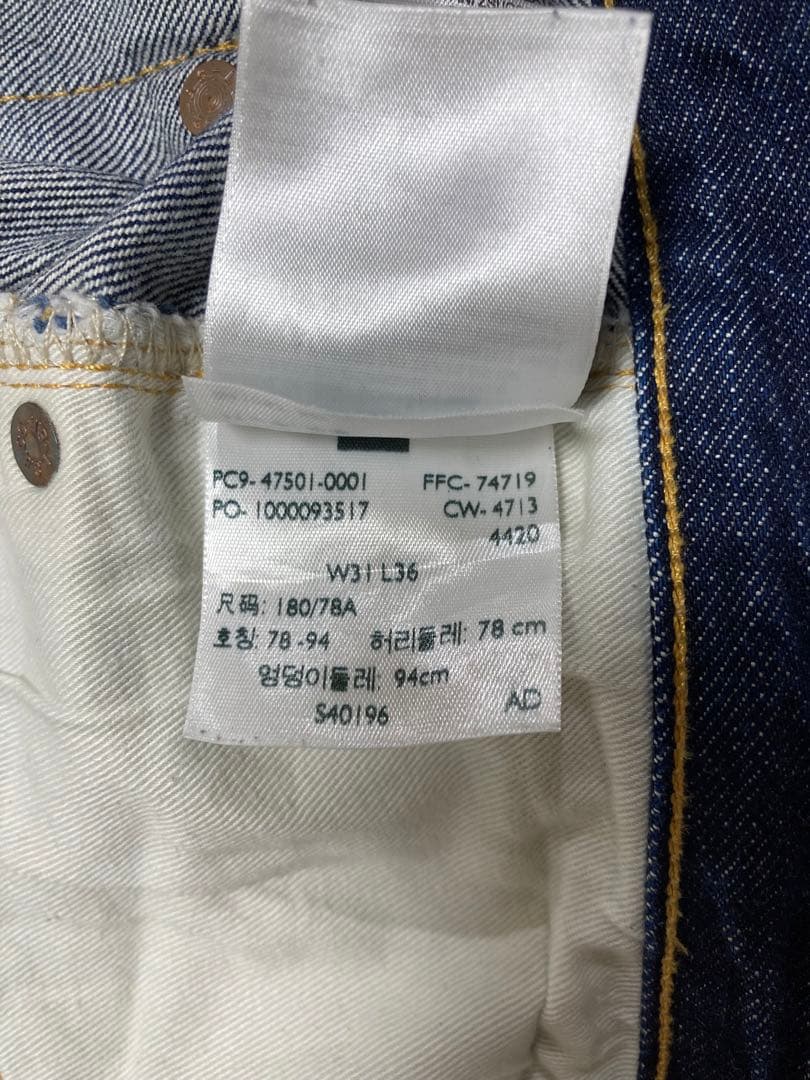 PC9- 47501-0001 FFC- 74719
PO- 1000093517 CW- 4713
4420
W31 L36
尺码: 180/78A
호칭: 78 -94 허리둘레: 78 cm
엉덩이둘레: 94cm
S40196 AD